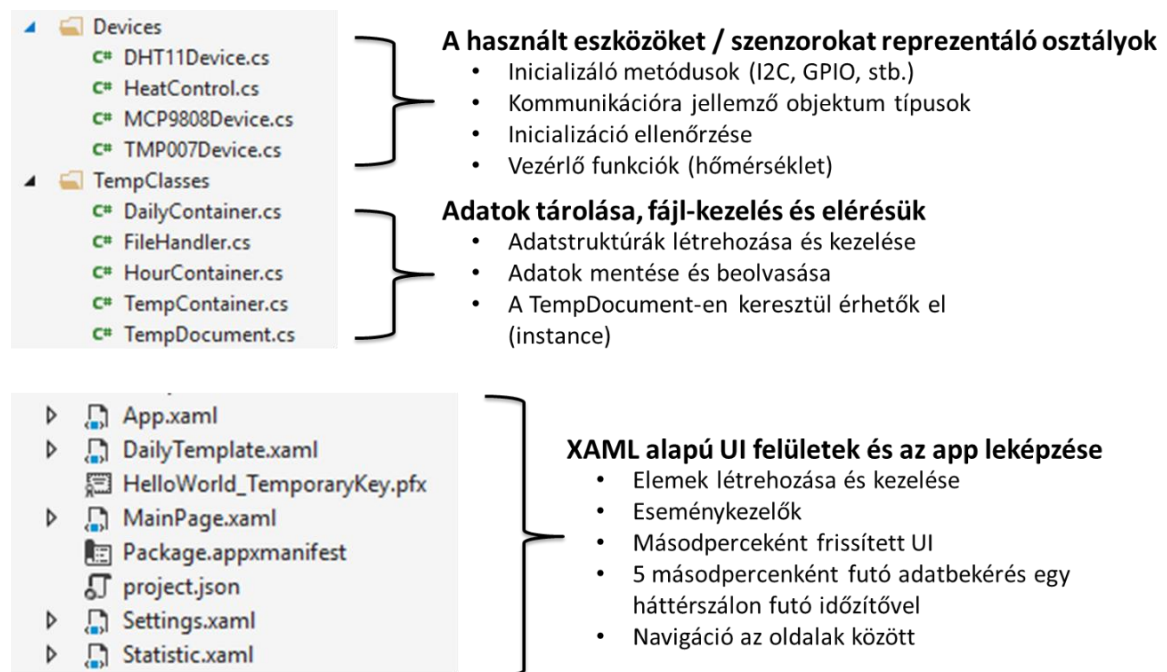 Devices
C# DHT11Device.cs
C# HeatControl.cs
C# MCP9808Device.cs
C# TMP007Device.cs
TempClasses
C# DailyContainer.cs
C# FileHandler.cs
C# HourContainer.cs
C# TempContainer.cs
C# TempDocument.cs
A használt eszközöket / szenzorokat reprezentáló osztályok
• Inicializáló metódusok (I2C, GPIO, stb.)
• Kommunikációra jellemző objektum típusok
• Inicializáció ellenőrzése
• Vezérlő funkciók (hőmérséklet)
Adatok tárolása, fájl-kezelés és elérésük
• Adatstruktúrák létrehozása és kezelése
• Adatok mentése és beolvasása
• A TempDocument-en keresztül érhetők el
(instance)
App.xaml
DailyTemplate.xaml
HelloWorld_TemporaryKey.pfx
MainPage.xaml
Package.appxmanifest
project.json
Settings.xaml
Statistic.xaml
XAML alapú UI felületek és az app leképzése
• Elemek létrehozása és kezelése
• Eseménykezelők
• Másodperceként frissített UI
• 5 másodpercenként futó adatbekérés egy
háttérszálon futó időzítővel
• Navigáció az oldalak között